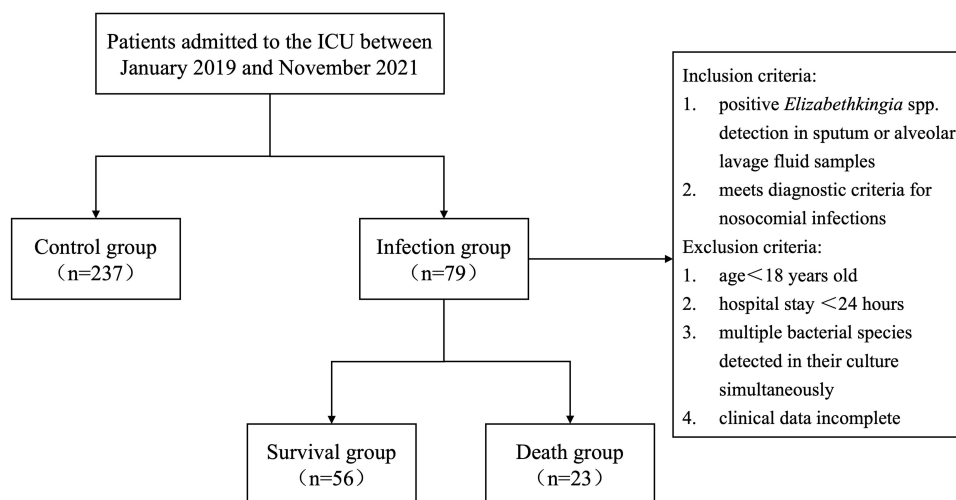 Patients admitted to the ICU between
January 2019 and November 2021
Control group
（n=237）
Infection group
（n=79）
Inclusion criteria:
1. positive Elizabethkingia spp.
detection in sputum or alveolar
lavage fluid samples
2. meets diagnostic criteria for
nosocomial infections
Exclusion criteria:
1. age＜18 years old
2. hospital stay ＜24 hours
3. multiple bacterial species
detected in their culture
simultaneously
4. clinical data incomplete
Survival group
（n=56）
Death group
（n=23）